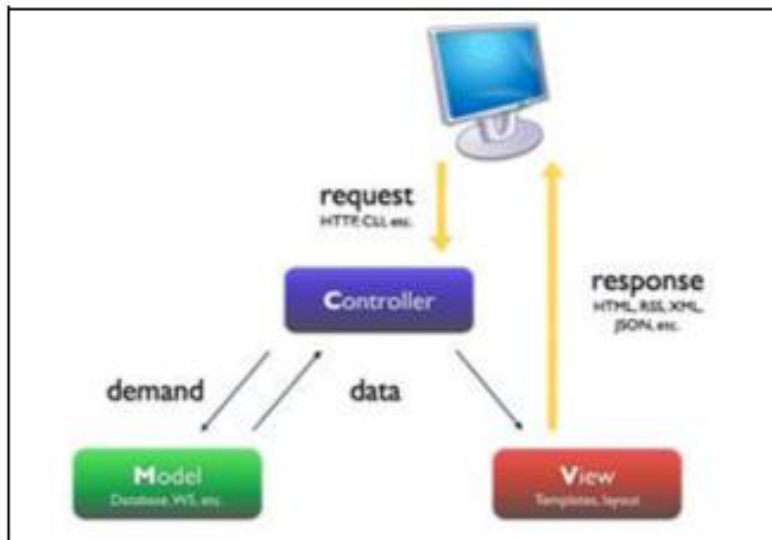 request
HTTP, CLI, etc.
Controller
response
HTML, RSS, XML,
JSON, etc.
demand
data
Model
Database, WS, etc.
View
Templates, layout